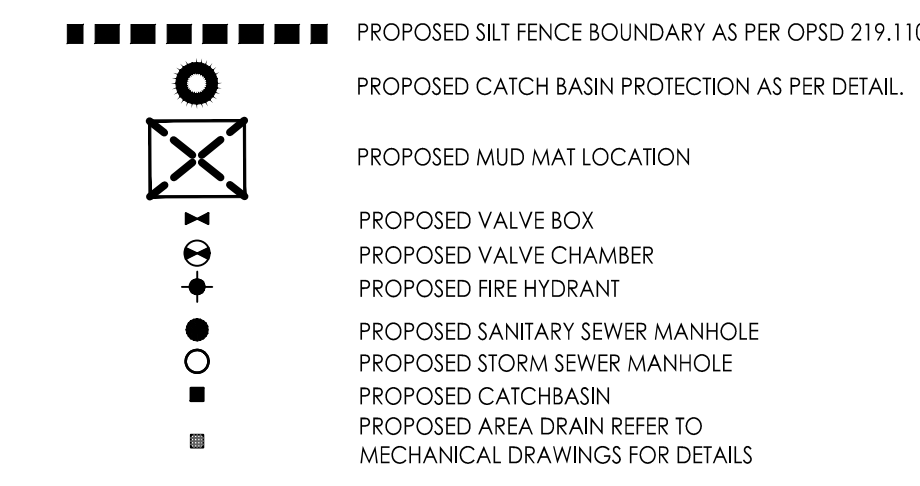 PROPOSED SILT FENCE BOUNDARY AS PER OPSD 219.110
PROPOSED CATCH BASIN PROTECTION AS PER DETAIL.
PROPOSED MUD MAT LOCATION
PROPOSED VALVE BOX
PROPOSED VALVE CHAMBER
PROPOSED FIRE HYDRANT
PROPOSED SANITARY SEWER MANHOLE
PROPOSED STORM SEWER MANHOLE
PROPOSED CATCHBASIN
PROPOSED AREA DRAIN REFER TO
MECHANICAL DRAWINGS FOR DETAILS